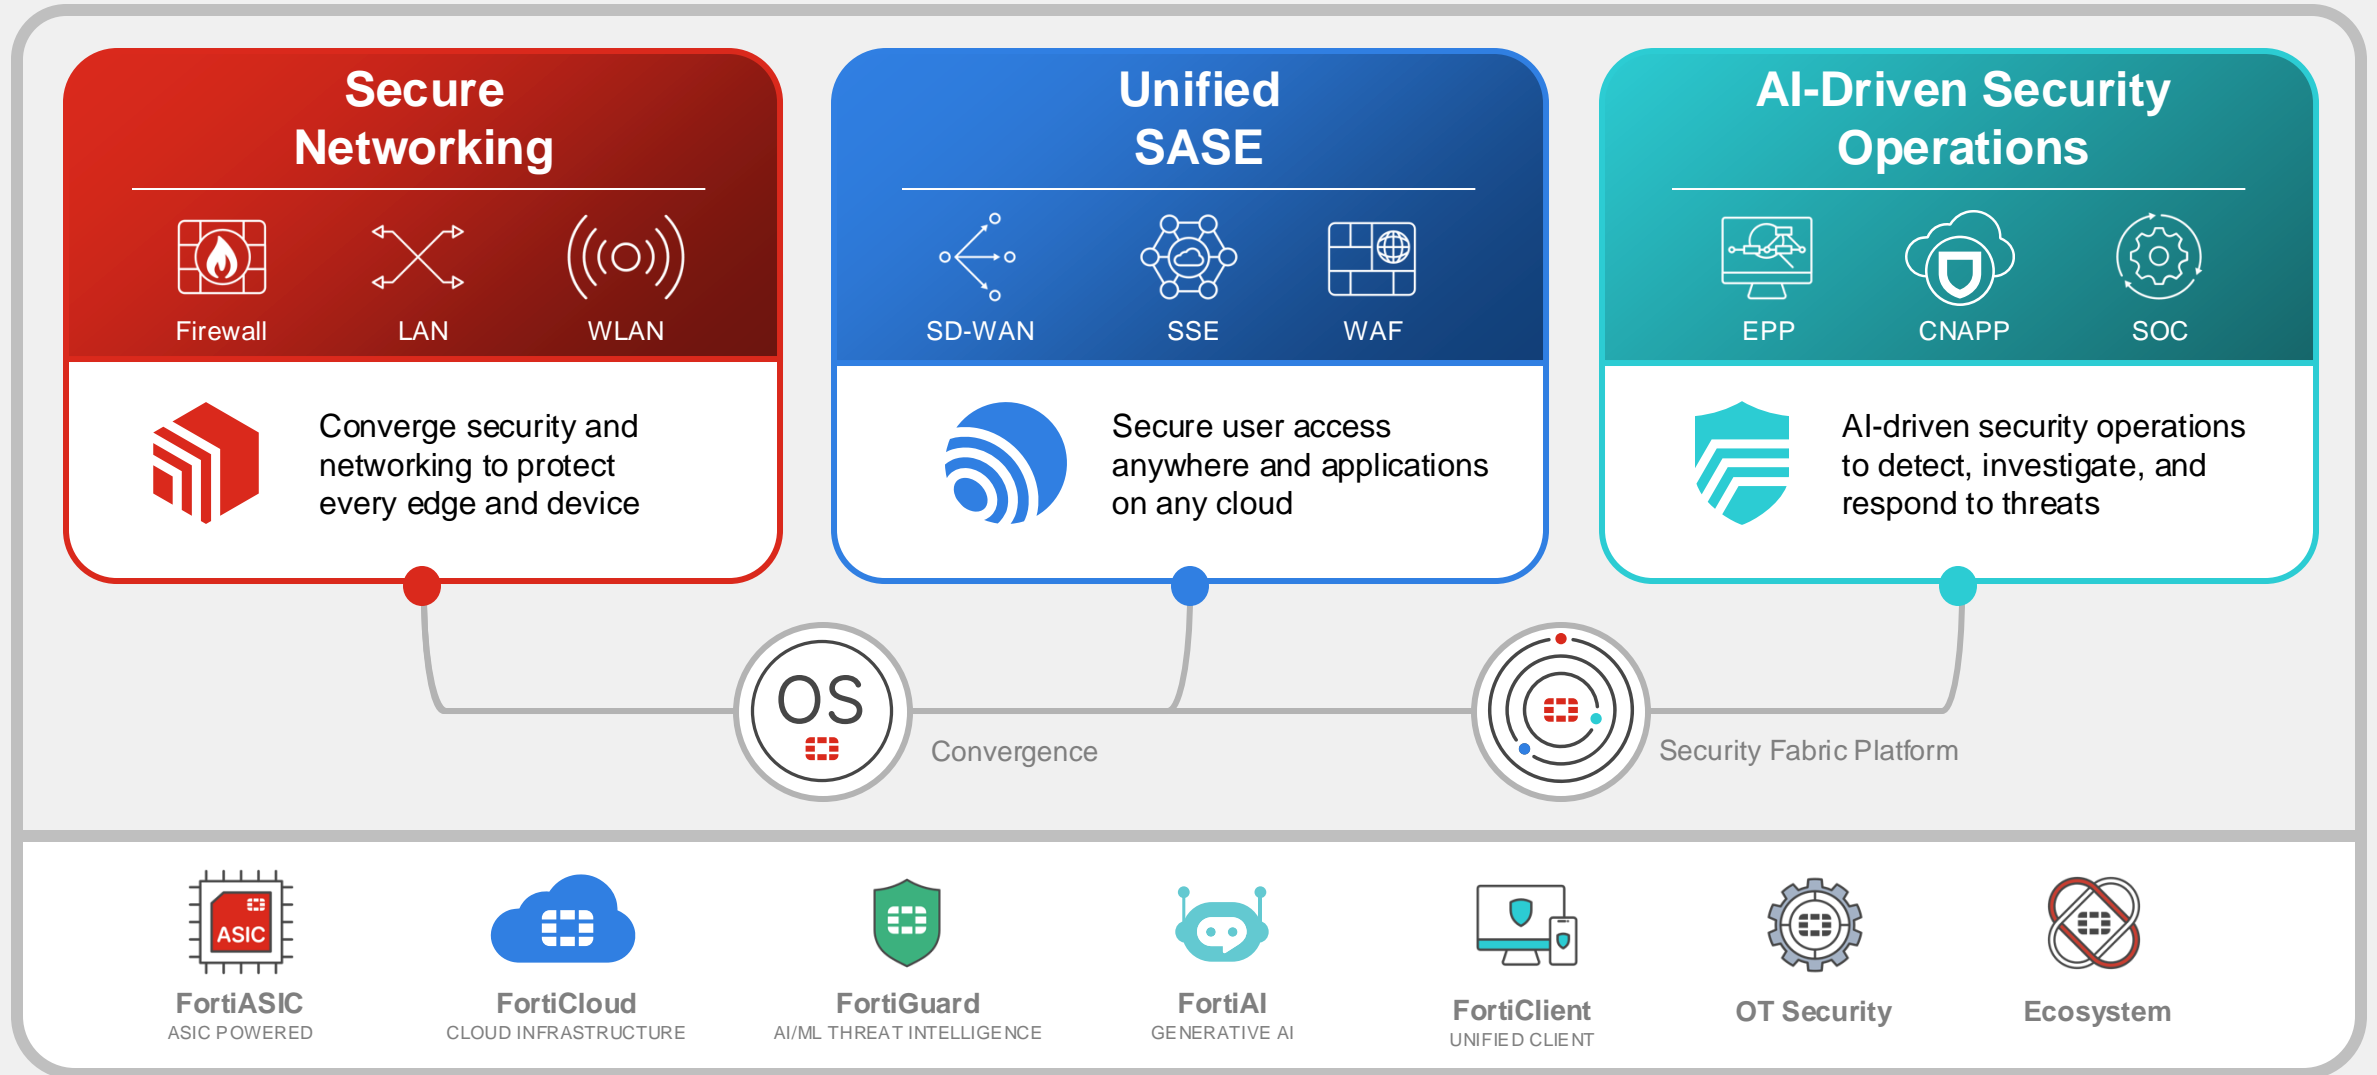 Secure
Networking
Firewall
LAN
WLAN
Converge security and
networking to protect
every edge and device
Unified
SASE
SD-WAN
SSE
WAF
Secure user access
anywhere and applications
on any cloud
AI-Driven Security
Operations
EPP
CNAPP
SOC
AI-driven security operations
to detect, investigate, and
respond to threats
OS
Convergence
Security Fabric Platform
ASIC
FortiASIC
ASIC POWERED
FortiCloud
CLOUD INFRASTRUCTURE
FortiGuard
AI/ML THREAT INTELLIGENCE
FortiAI
GENERATIVE AI
FortiClient
UNIFIED CLIENT
OT Security
Ecosystem